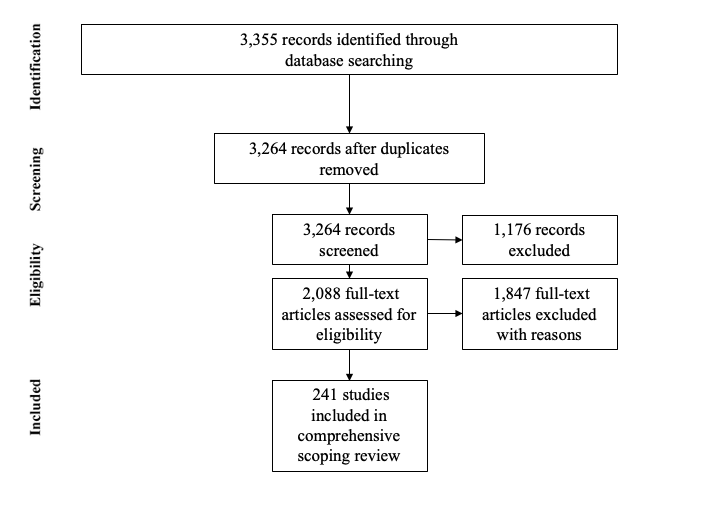 Identification
3,355 records identified through
database searching
Screening
3,264 records after duplicates
removed
3,264 records
screened
1,176 records
excluded
Eligibility
2,088 full-text
articles assessed for
eligibility
1,847 full-text
articles excluded
with reasons
Included
241 studies
included in
comprehensive
scoping review